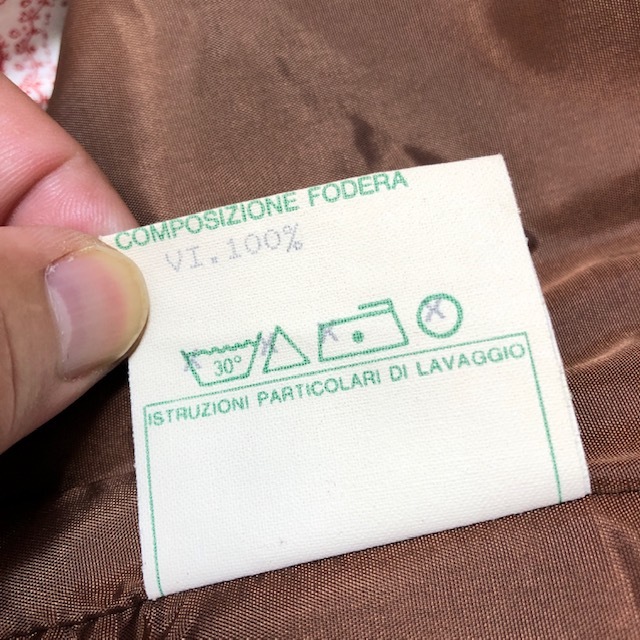 COMPOSIZIONE FODERA
VI.100%
X 30° X X X
ISTRUZIONI PARTICOLARI DI LAVAGGIO